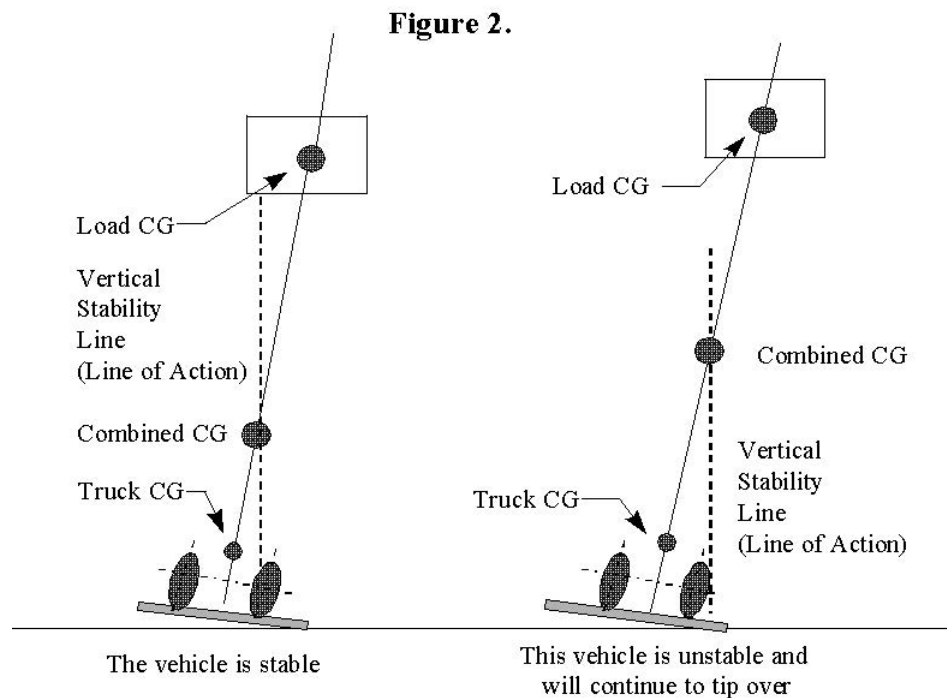 Figure 2.
Load CG
Vertical
Stability
Line
(Line of Action)
Combined CG
Truck CG
The vehicle is stable
Load CG
Combined CG
Vertical
Stability
Line
(Line of Action)
Truck CG
This vehicle is unstable and
will continue to tip over